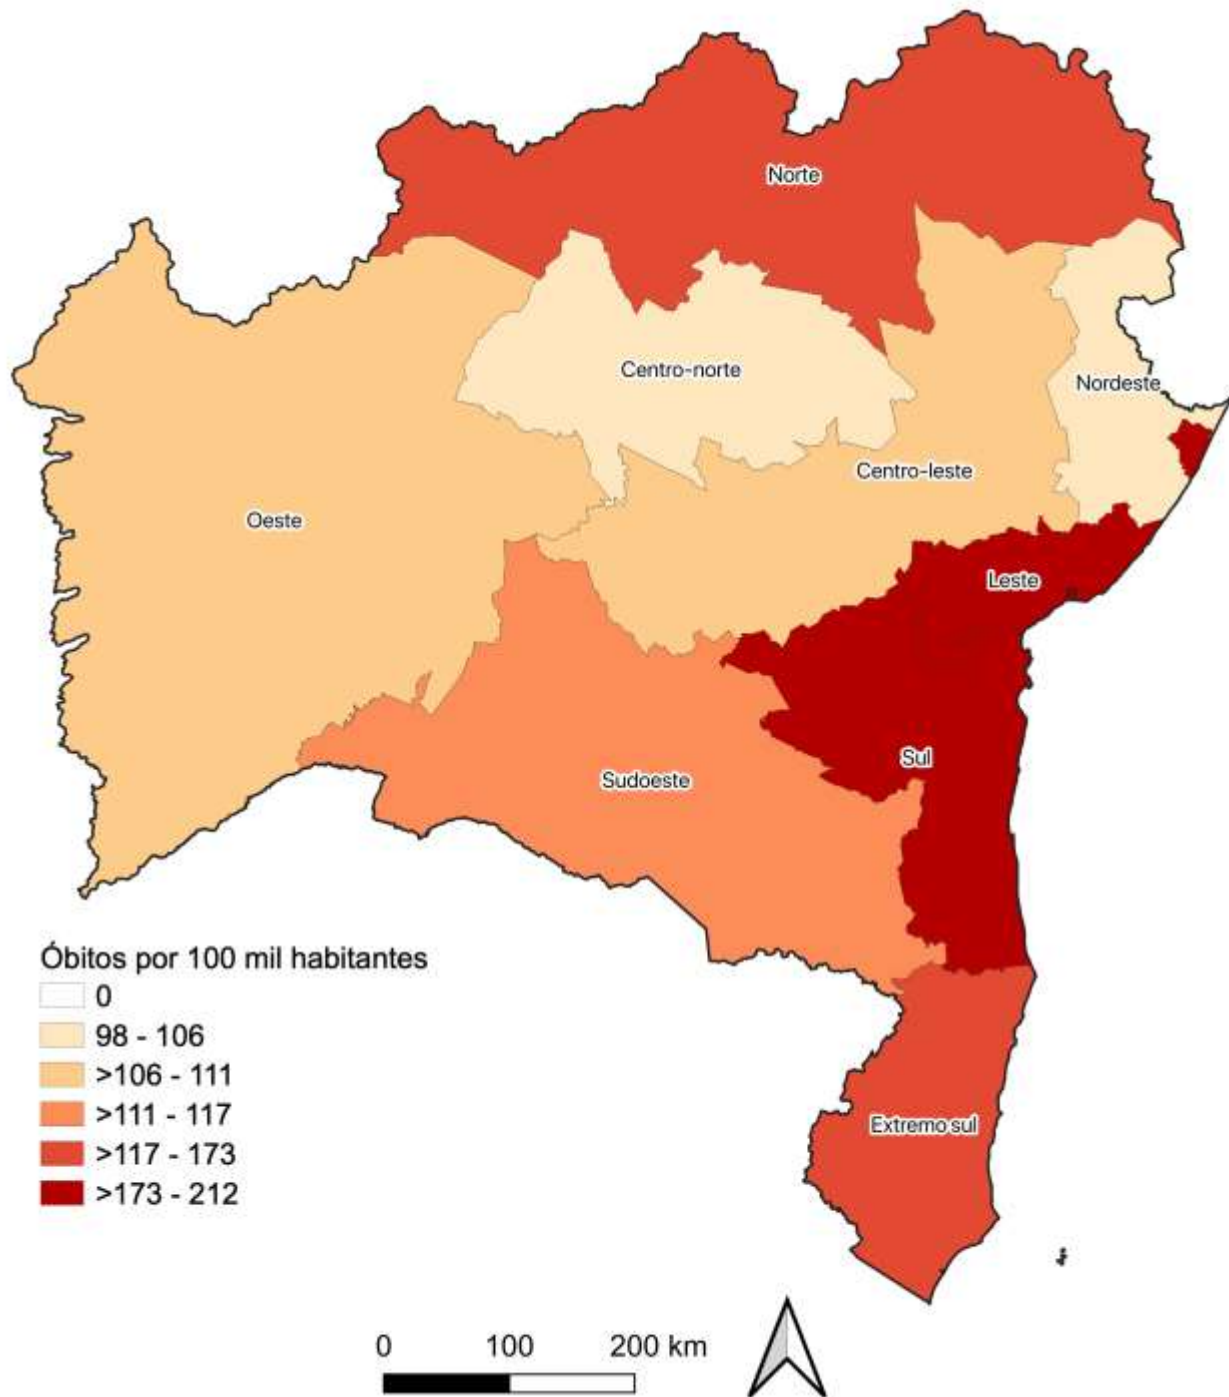 Norte
Centro-norte
Nordeste
Centro-leste
Oeste
Leste
Sul
Sudoeste
Óbitos por 100 mil habitantes
0
98 - 106
>106 - 111
>111 - 117
>117 - 173
>173 - 212
Extremo sul
0 100 200 km